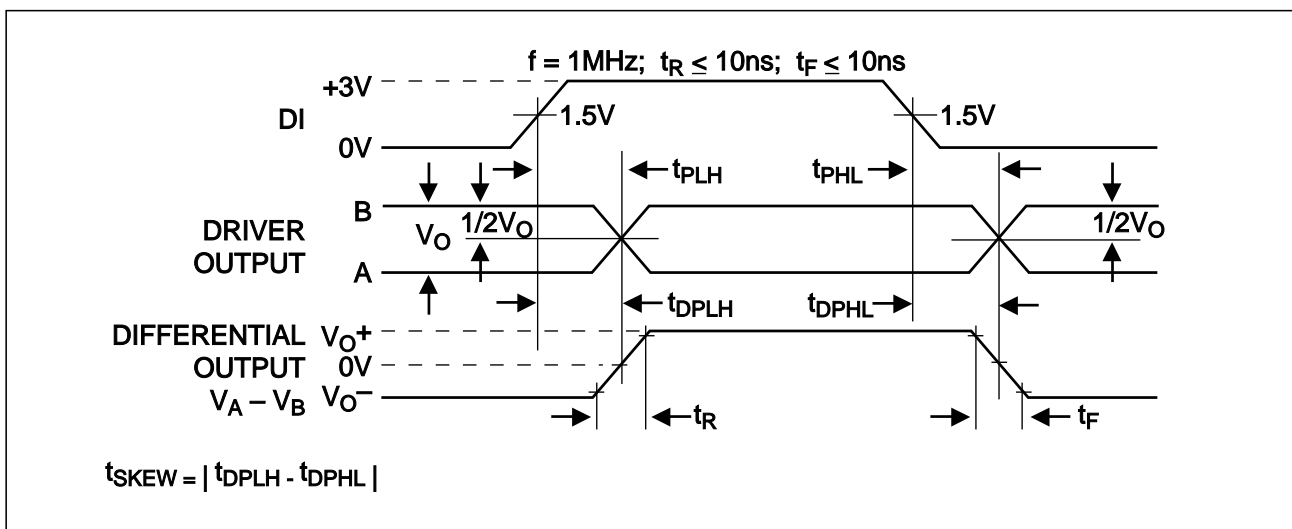 f = 1MHz; tR ≤ 10ns; tF ≤ 10ns
+3V
DI
1.5V
1.5V
0V
tPLH
tPHL
B
DRIVER
OUTPUT
VO
1/2VO
1/2VO
A
tDPLH
tDPHL
DIFFERENTIAL
OUTPUT
VA – VB
VO+
0V
VO–
tR
tF
tSKEW = | tDPLH - tDPHL |